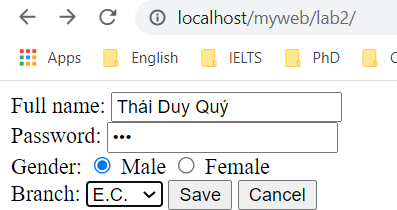 localhost/myweb/lab2/
Apps English IELTS PhD
Full name: Thái Duy Quý
Password: •••
Gender: Male Female
Branch: E.C. Save Cancel